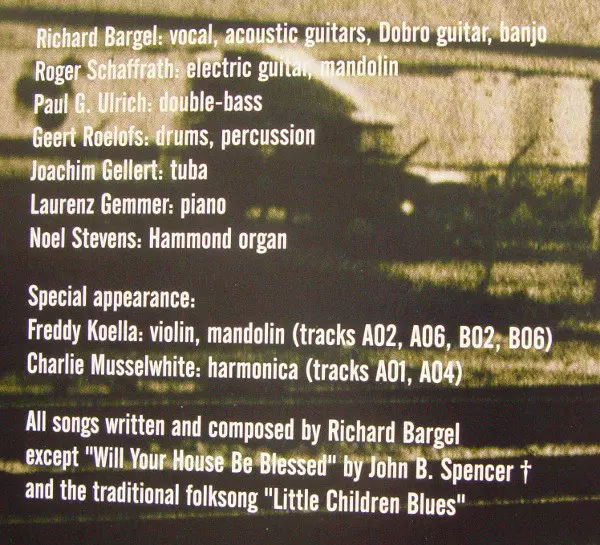 Richard Bargel: vocal, acoustic guitars, Dobro guitar, banjo
Roger Schaffrath: electric guitar, mandolin
Paul G. Ulrich: double-bass
Geert Roelofs: drums, percussion
Joachim Gellert: tuba
Laurenz Gemmer: piano
Noel Stevens: Hammond organ
Special appearance:
Freddy Koella: violin, mandolin (tracks A02, A06, B02, B06)
Charlie Musselwhite: harmonica (tracks A01, A04)
All songs written and composed by Richard Bargel
except "Will Your House Be Blessed" by John B. Spencer †
and the traditional folksong "Little Children Blues"